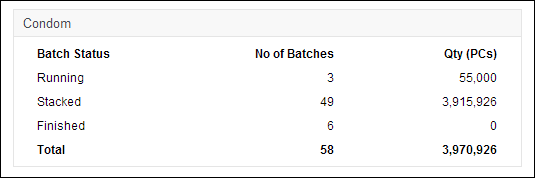 Condom
Batch Status No of Batches Qty (PCs)
Running 3 55,000
Stacked 49 3,915,926
Finished 6 0
Total 58 3,970,926